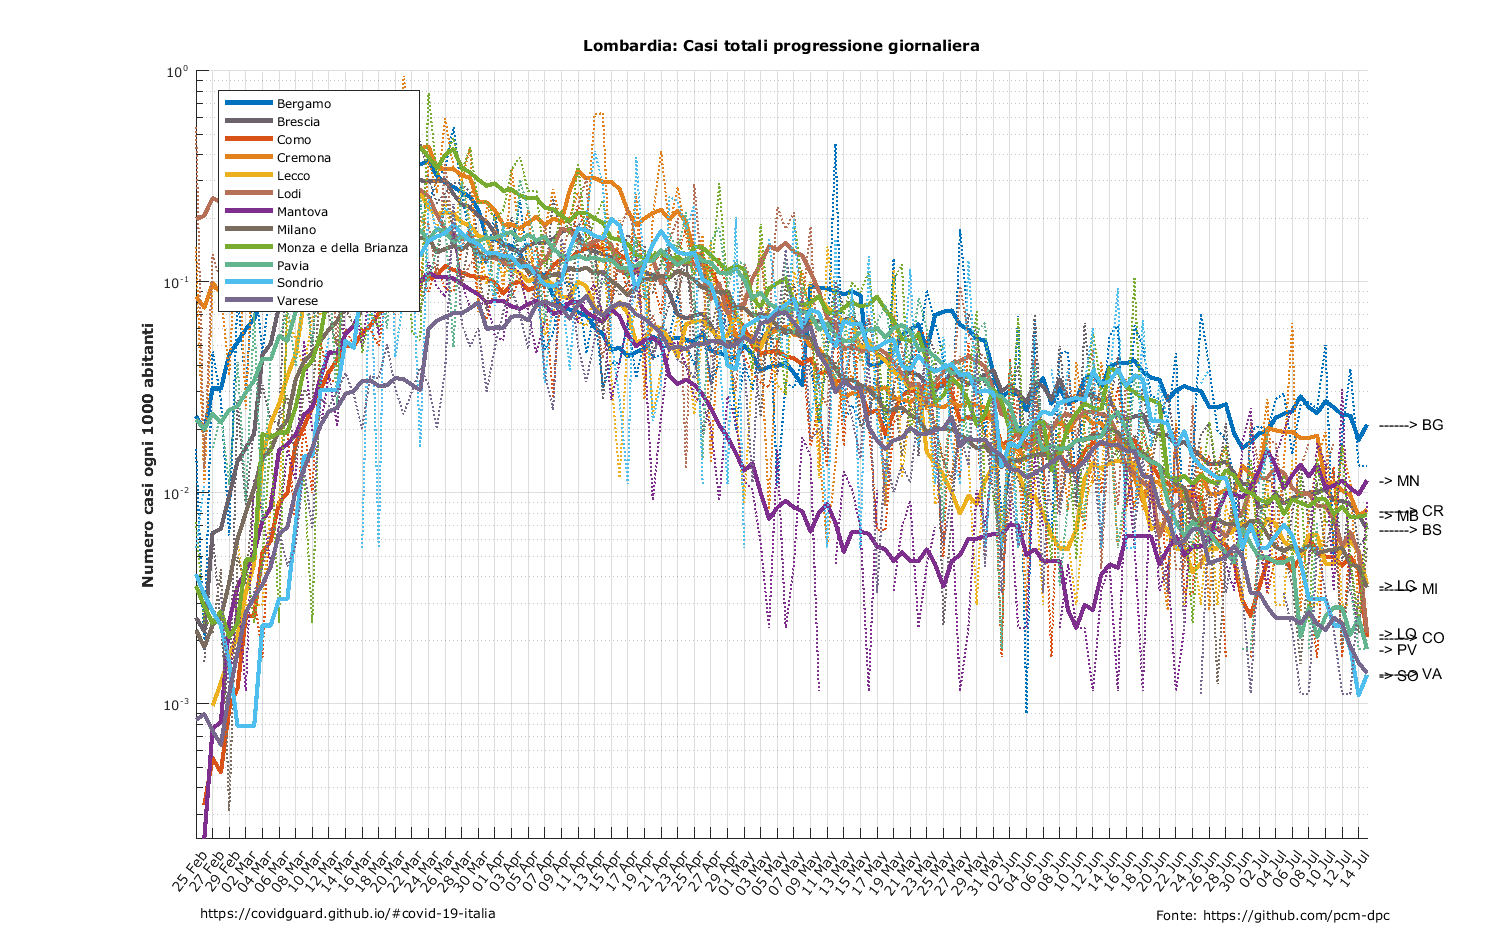 Lombardia: Casi totali progressione giornaliera
Numero casi ogni 1000 abitanti
10^0
10^-1
10^-2
10^-3
Bergamo
Brescia
Como
Cremona
Lecco
Lodi
Mantova
Milano
Monza e della Brianza
Pavia
Sondrio
Varese
------> BG
-> MN
------> CR
-> MB
------> BS
-> LC
------> MI
-> LO
------> CO
-> PV
------> VA
-> SO
25 Feb
27 Feb
29 Feb
02 Mar
04 Mar
06 Mar
08 Mar
10 Mar
12 Mar
14 Mar
16 Mar
18 Mar
20 Mar
22 Mar
24 Mar
26 Mar
28 Mar
30 Mar
01 Apr
03 Apr
05 Apr
07 Apr
09 Apr
11 Apr
13 Apr
15 Apr
17 Apr
19 Apr
21 Apr
23 Apr
25 Apr
27 Apr
29 Apr
01 May
03 May
05 May
07 May
09 May
11 May
13 May
15 May
17 May
19 May
21 May
23 May
25 May
27 May
29 May
31 May
02 Jun
04 Jun
06 Jun
08 Jun
10 Jun
12 Jun
14 Jun
16 Jun
18 Jun
20 Jun
22 Jun
24 Jun
26 Jun
28 Jun
30 Jun
02 Jul
04 Jul
06 Jul
08 Jul
10 Jul
12 Jul
14 Jul
https://covidguard.github.io/#covid-19-italia
Fonte: https://github.com/pcm-dpc